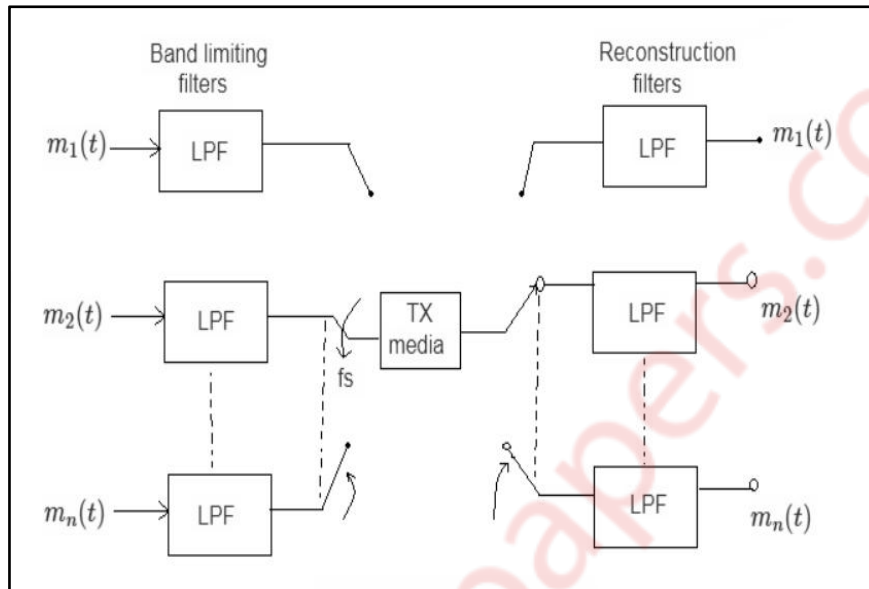 Band limiting
filters
Reconstruction
filters
m₁(t)
LPF
LPF
m₁(t)
m₂(t)
LPF
TX
media
LPF
m₂(t)
fs
mₙ(t)
LPF
LPF
mₙ(t)